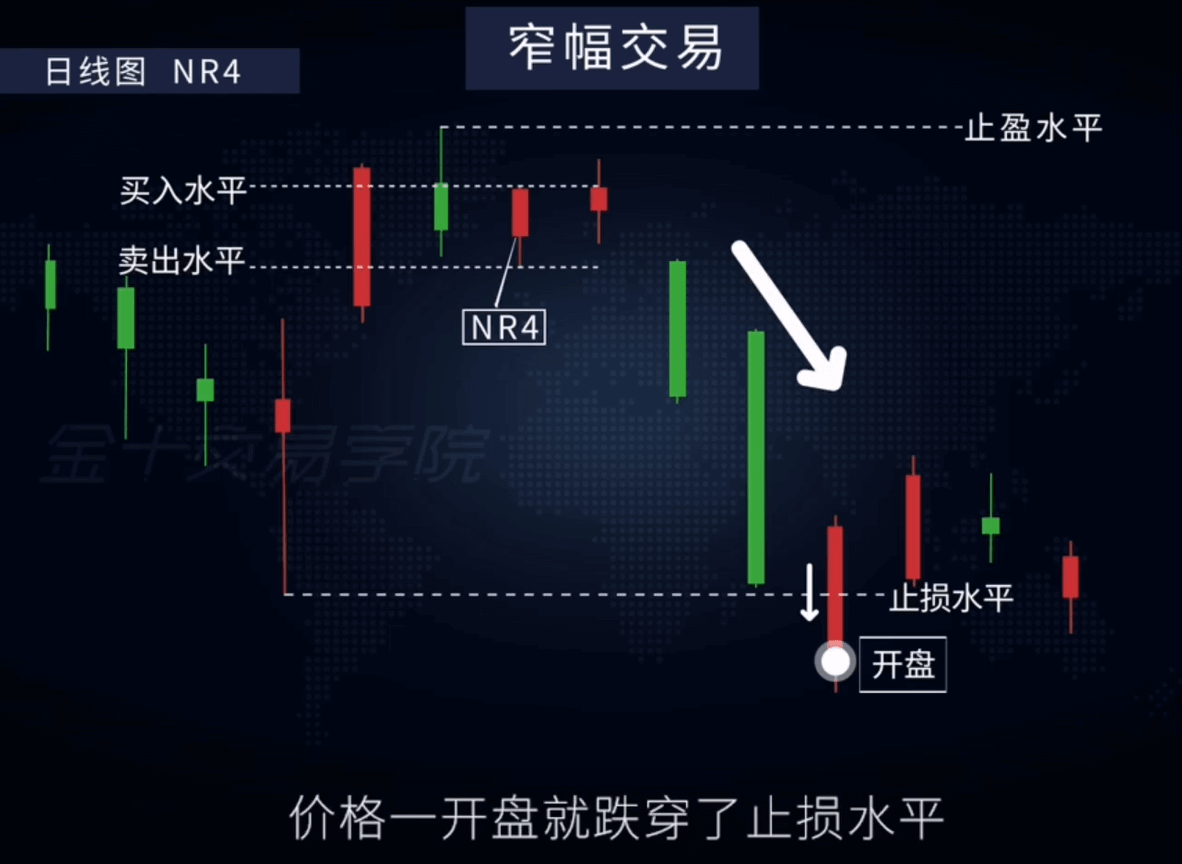 窄幅交易
日线图 NR4
止盈水平
买入水平
卖出水平
NR4
金十交易学院
止损水平
开盘
价格一开盘就跌穿了止损水平